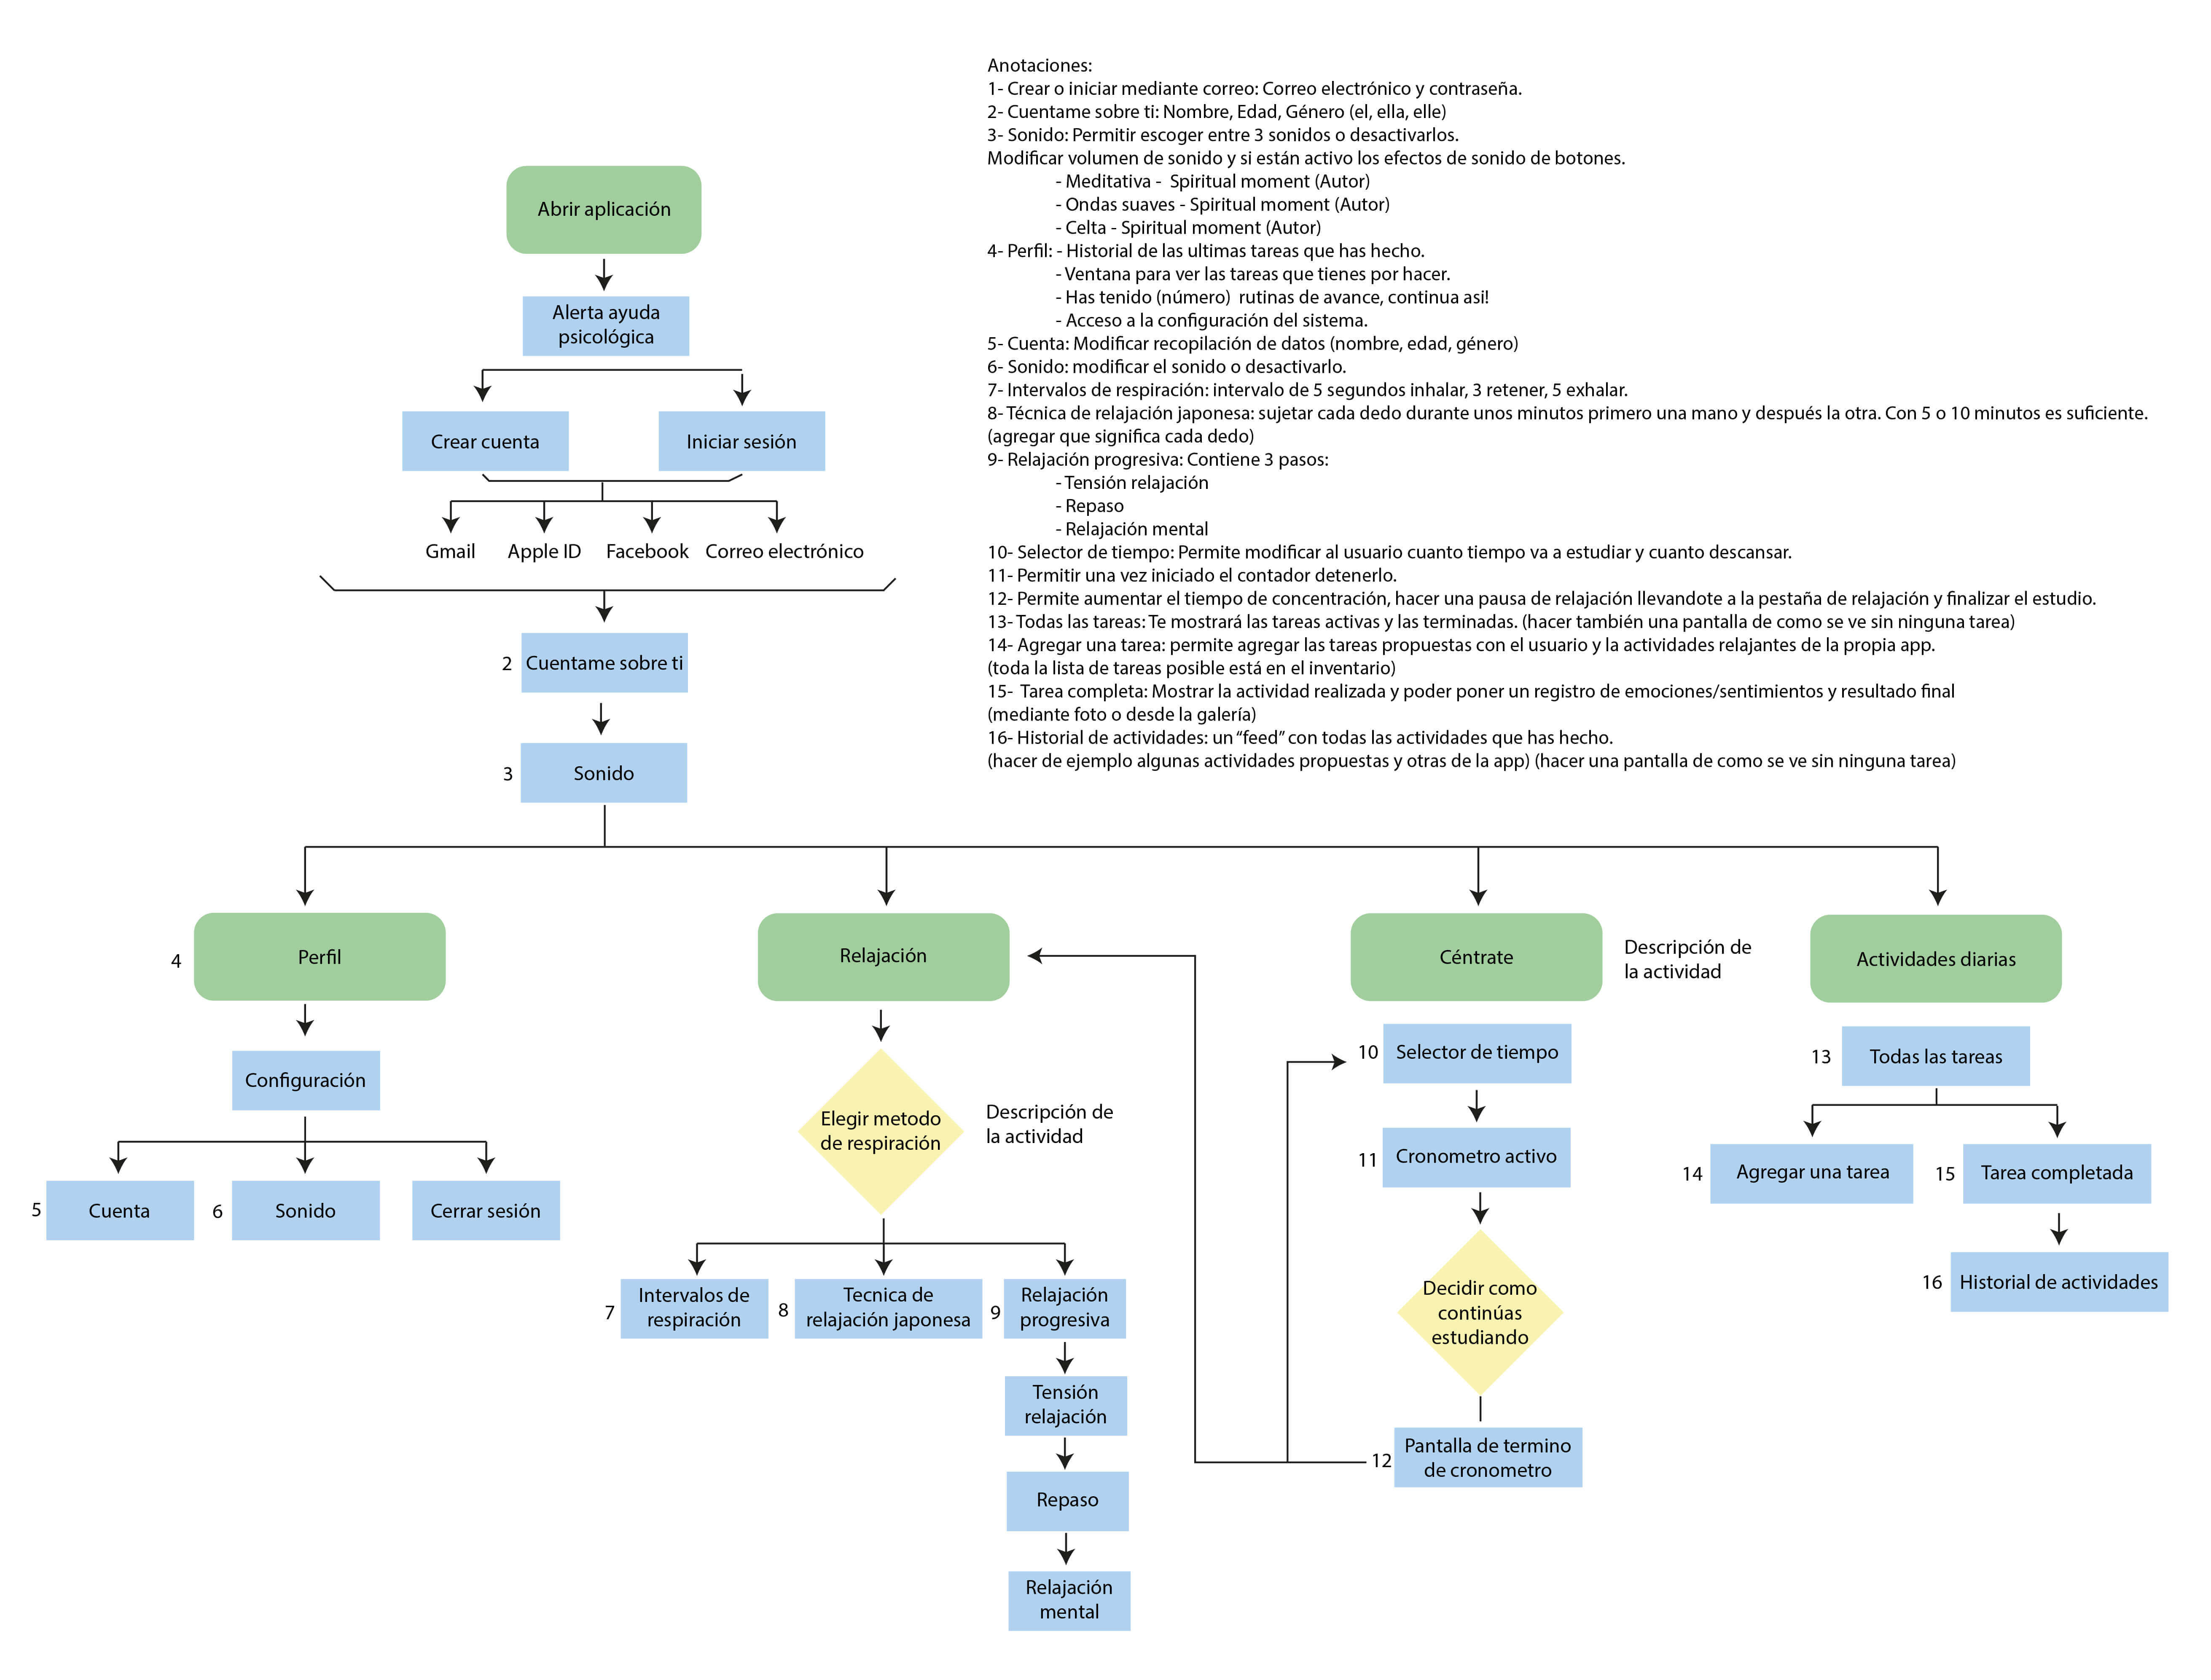 Anotaciones:
1- Crear o iniciar mediante correo: Correo electrónico y contraseña.
2- Cuentame sobre ti: Nombre, Edad, Género (el, ella, elle)
3- Sonido: Permitir escoger entre 3 sonidos o desactivarlos.
Modificar volumen de sonido y si están activo los efectos de sonido de botones.
- Meditativa -  Spiritual moment (Autor)
- Ondas suaves - Spiritual moment (Autor)
- Celta - Spiritual moment (Autor)
4- Perfil: - Historial de las ultimas tareas que has hecho.
- Ventana para ver las tareas que tienes por hacer.
- Has tenido (número)  rutinas de avance, continua asi!
- Acceso a la configuración del sistema.
5- Cuenta: Modificar recopilación de datos (nombre, edad, género)
6- Sonido: modificar el sonido o desactivarlo.
7- Intervalos de respiración: intervalo de 5 segundos inhalar, 3 retener, 5 exhalar.
8- Técnica de relajación japonesa: sujetar cada dedo durante unos minutos primero una mano y después la otra. Con 5 o 10 minutos es suficiente.
(agregar que significa cada dedo)
9- Relajación progresiva: Contiene 3 pasos:
- Tensión relajación
- Repaso
- Relajación mental
10- Selector de tiempo: Permite modificar al usuario cuanto tiempo va a estudiar y cuanto descansar.
11- Permitir una vez iniciado el contador detenerlo.
12- Permite aumentar el tiempo de concentración, hacer una pausa de relajación llevandote a la pestaña de relajación y finalizar el estudio.
13- Todas las tareas: Te mostrará las tareas activas y las terminadas. (hacer también una pantalla de como se ve sin ninguna tarea)
14- Agregar una tarea: permite agregar las tareas propuestas con el usuario y la actividades relajantes de la propia app.
(toda la lista de tareas posible está en el inventario)
15-  Tarea completa: Mostrar la actividad realizada y poder poner un registro de emociones/sentimientos y resultado final
(mediante foto o desde la galería)
16- Historial de actividades: un “feed” con todas las actividades que has hecho.
(hacer de ejemplo algunas actividades propuestas y otras de la app) (hacer una pantalla de como se ve sin ninguna tarea)
Abrir aplicación
Alerta ayuda
psicológica
Crear cuenta
Iniciar sesión
Gmail
Apple ID
Facebook
Correo electrónico
2
Cuentame sobre ti
3
Sonido
4
Perfil
Configuración
5
Cuenta
6
Sonido
Cerrar sesión
Relajación
Elegir metodo
de respiración
Descripción de
la actividad
7
Intervalos de
respiración
8
Tecnica de
relajación japonesa
9
Relajación
progresiva
Tensión
relajación
Repaso
Relajación
mental
Céntrate
Descripción de
la actividad
10
Selector de tiempo
11
Cronometro activo
Decidir como
continúas
estudiando
12
Pantalla de termino
de cronometro
Actividades diarias
13
Todas las tareas
14
Agregar una tarea
15
Tarea completada
16
Historial de actividades